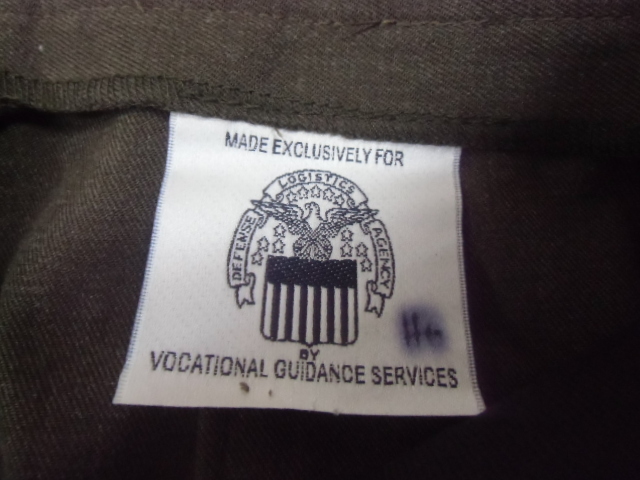 MADE EXCLUSIVELY FOR
DEFENSE LOGISTICS AGENCY
BY
VOCATIONAL GUIDANCE SERVICES